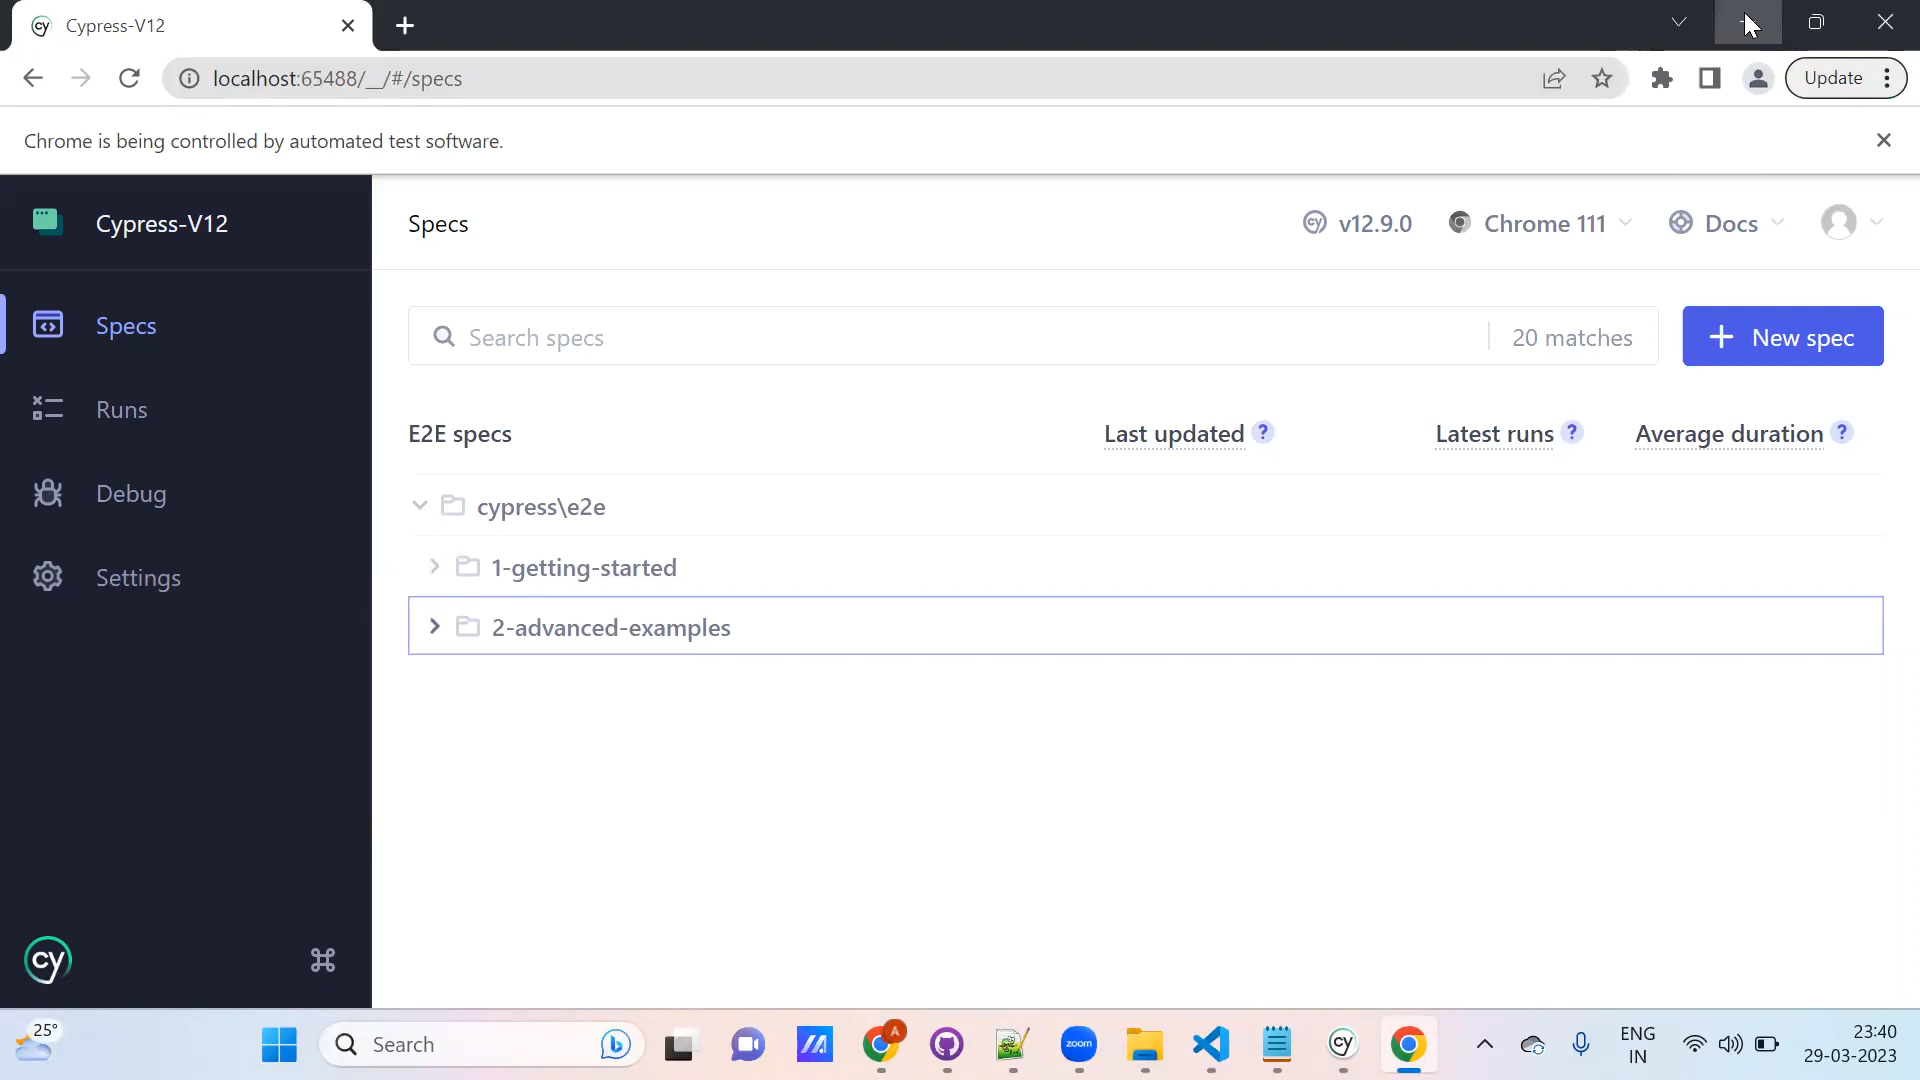 Cypress-V12
localhost:65488/__/#/specs
Update
Chrome is being controlled by automated test software.
Cypress-V12
Specs
v12.9.0
Chrome 111
Docs
Specs
Runs
Debug
Settings
Search specs
20 matches
New spec
E2E specs
Last updated ?
Latest runs ?
Average duration ?
cypress\e2e
1-getting-started
2-advanced-examples
cy
25°
Search
A
zoom
cy
ENG
IN
23:40
29-03-2023